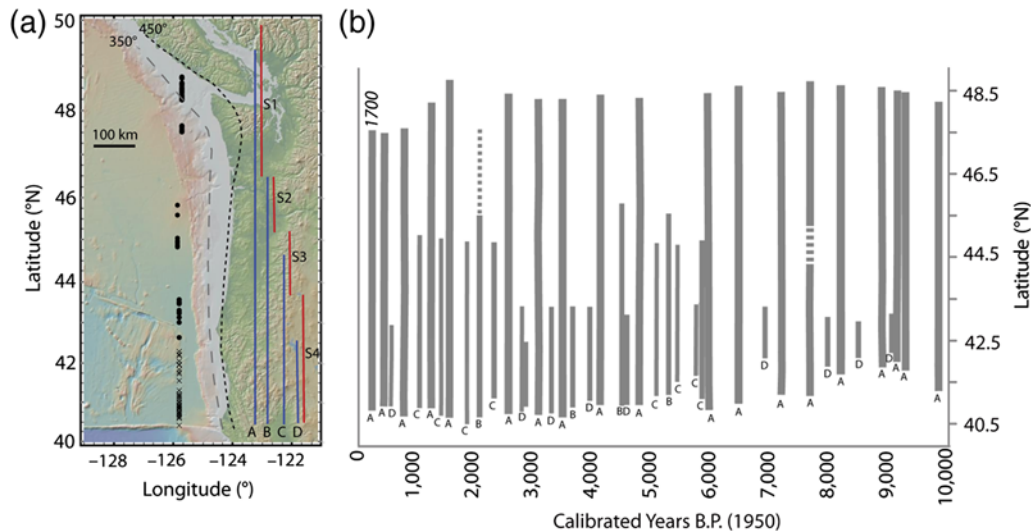 (a)
50
48
46
44
42
40
Latitude (°N)
450°
350°
100 km
S1
S2
S3
S4
A B C D
−128 −126 −124 −122
Longitude (°)
(b)
1700
48.5
46.5
44.5
42.5
40.5
Latitude (°N)
A A D A C A C A C B C A D A D A B D A B D A C B C D C A A D A A D A D A D A A A
0 1,000 2,000 3,000 4,000 5,000 6,000 7,000 8,000 9,000 10,000
Calibrated Years B.P. (1950)